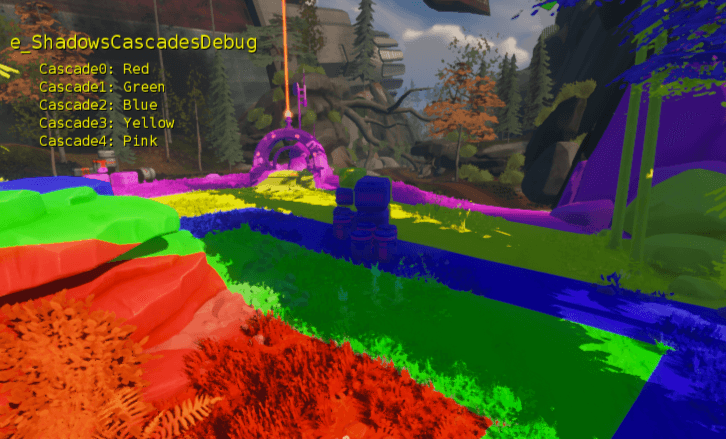 e_ShadowsCascadesDebug
Cascade0: Red
Cascade1: Green
Cascade2: Blue
Cascade3: Yellow
Cascade4: Pink